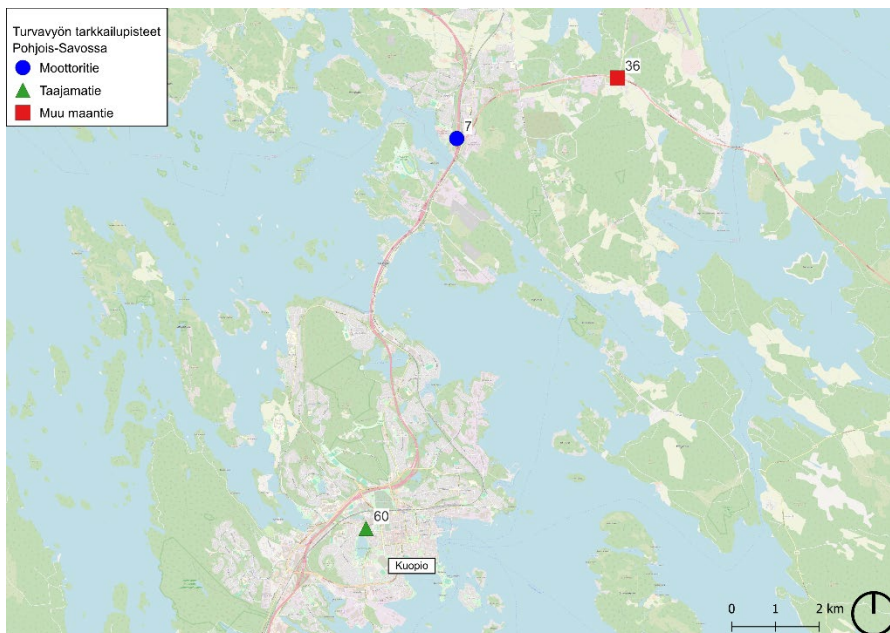 Turvavyön tarkkailupisteet
Pohjois-Savossa
Moottoritie
Taajamatie
Muu maantie
36
7
60
Kuopio
0 1 2 km